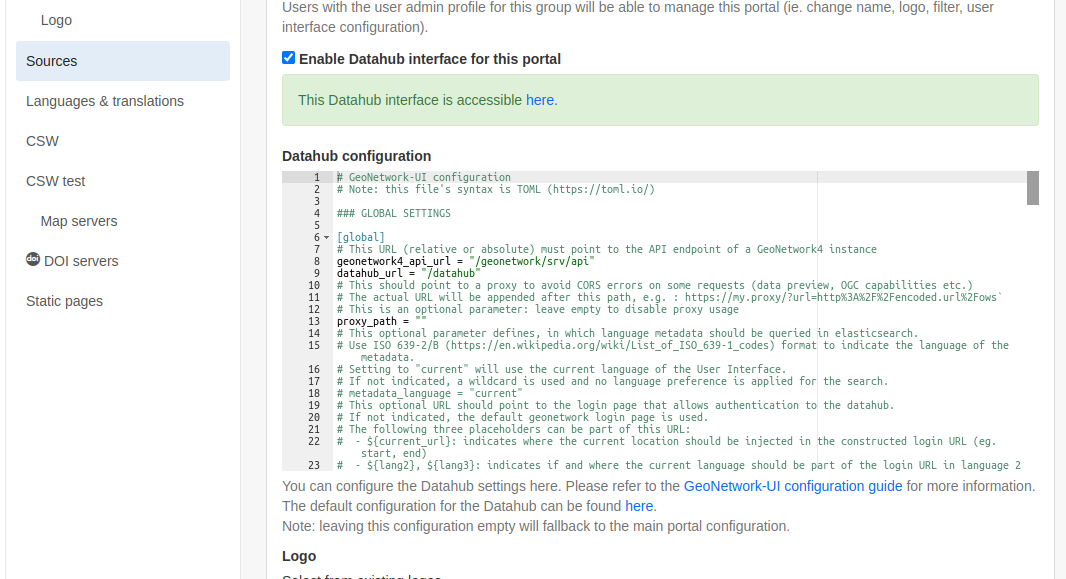 Logo
Sources
Languages & translations
CSW
CSW test
Map servers
doi DOI servers
Static pages
Users with the user admin profile for this group will be able to manage this portal (ie. change name, logo, filter, user
interface configuration).
Enable Datahub interface for this portal
This Datahub interface is accessible here.
Datahub configuration
1 # GeoNetwork-UI configuration
2 # Note: this file's syntax is TOML (https://toml.io/)
3
4 ### GLOBAL SETTINGS
5
6 [global]
7 # This URL (relative or absolute) must point to the API endpoint of a GeoNetwork4 instance
8 geonetwork4_api_url = "/geonetwork/srv/api"
9 datahub_url = "/datahub"
10 # This should point to a proxy to avoid CORS errors on some requests (data preview, OGC capabilities etc.)
11 # The actual URL will be appended after this path, e.g. : https://my.proxy/?url=http%3A%2F%2Fencoded.url%2Fows`
12 # This is an optional parameter: leave empty to disable proxy usage
13 proxy_path = ""
14 # This optional parameter defines, in which language metadata should be queried in elasticsearch.
15 # Use ISO 639-2/B (https://en.wikipedia.org/wiki/List_of_ISO_639-1_codes) format to indicate the language of the
metadata.
16 # Setting to "current" will use the current language of the User Interface.
17 # If not indicated, a wildcard is used and no language preference is applied for the search.
18 # metadata_language = "current"
19 # This optional URL should point to the login page that allows authentication to the datahub.
20 # If not indicated, the default geonetwork login page is used.
21 # The following three placeholders can be part of this URL:
22 #  - ${current_url}: indicates where the current location should be injected in the constructed login URL (eg.
start, end)
23 #  - ${lang2}, ${lang3}: indicates if and where the current language should be part of the login URL in language 2
You can configure the Datahub settings here. Please refer to the GeoNetwork-UI configuration guide for more information.
The default configuration for the Datahub can be found here.
Note: leaving this configuration empty will fallback to the main portal configuration.
Logo
Select from existing logos